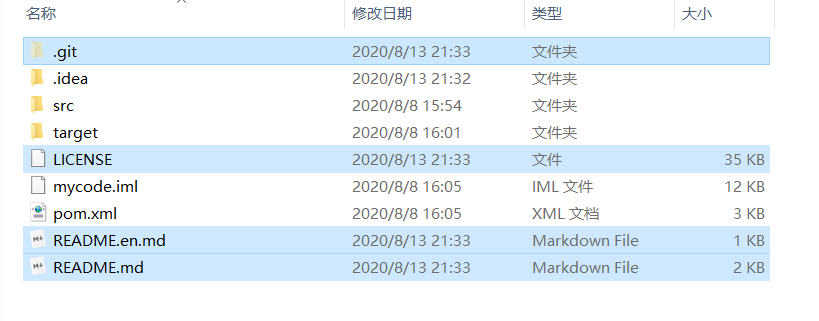 名称 修改日期 类型 大小
.git 2020/8/13 21:33 文件夹
.idea 2020/8/13 21:32 文件夹
src 2020/8/8 15:54 文件夹
target 2020/8/8 16:01 文件夹
LICENSE 2020/8/13 21:33 文件 35 KB
mycode.iml 2020/8/8 16:05 IML 文件 12 KB
pom.xml 2020/8/8 16:05 XML 文档 3 KB
README.en.md 2020/8/13 21:33 Markdown File 1 KB
README.md 2020/8/13 21:33 Markdown File 2 KB